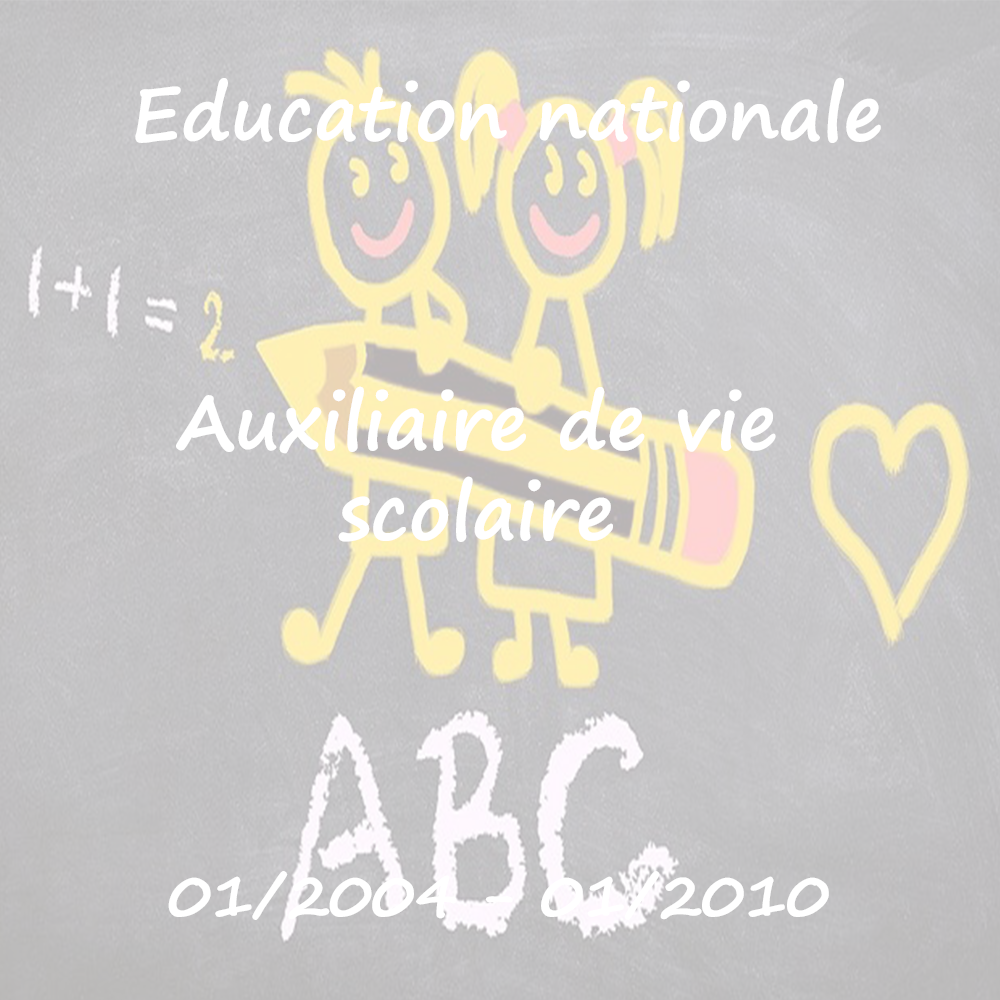 Education nationale
1+1=2
Auxiliaire de vie
scolaire
ABC
01/2004 - 01/2010